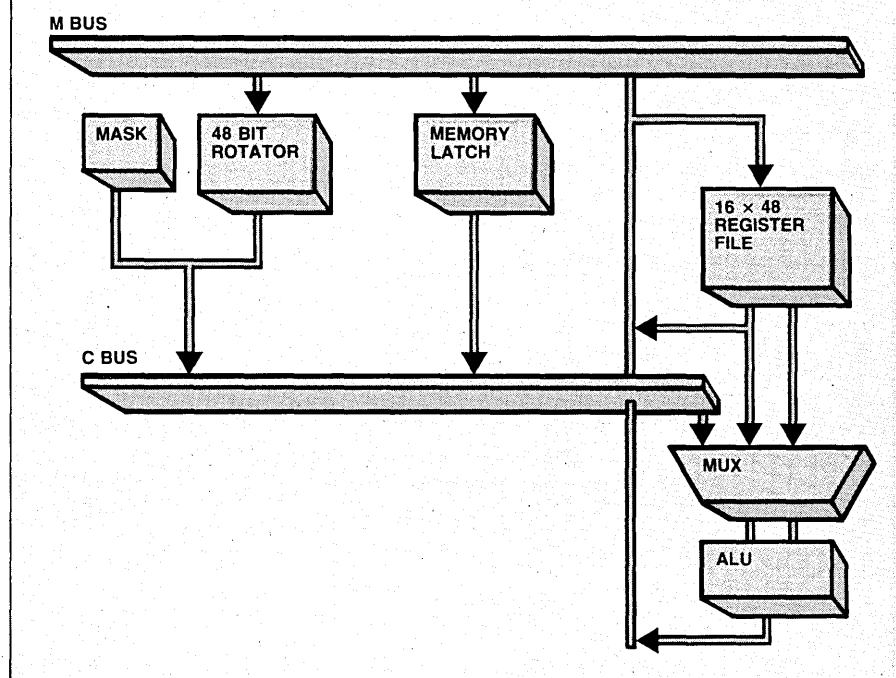 M BUS
MASK
48 BIT
ROTATOR
MEMORY
LATCH
16 × 48
REGISTER
FILE
C BUS
MUX
ALU